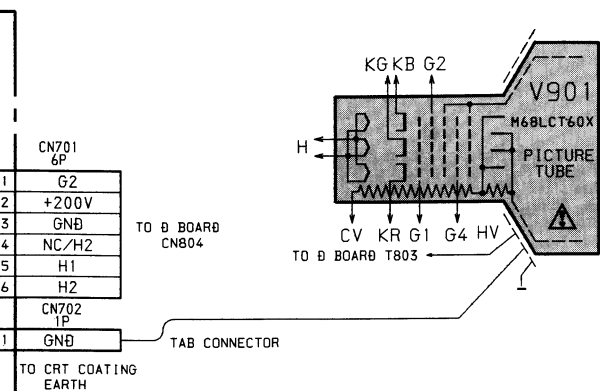 KG KB G2
V901
M68LCT60X
PICTURE
TUBE
H
CV KR G1 G4 HV
TO D BOARD T803
CN701
6P
1 G2
2 +200V
3 GND
4 NC/H2
5 H1
6 H2
TO D BOARD
CN804
CN702
1P
1 GND
TAB CONNECTOR
TO CRT COATING
EARTH